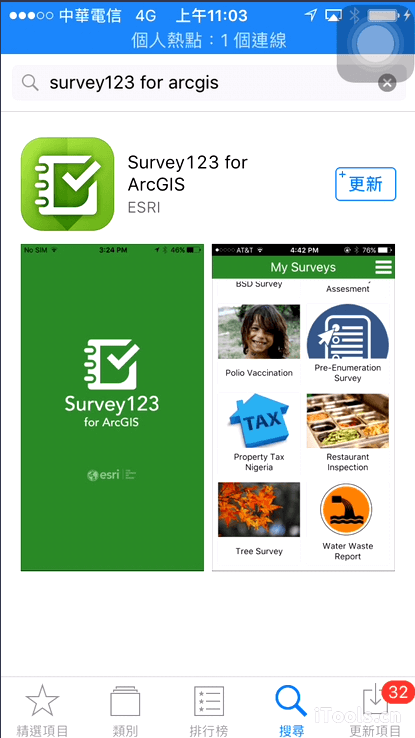 中華電信 4G 上午11:03
個人熱點：1 個連線
survey123 for arcgis
Survey123 for
ArcGIS
ESRI
更新
No SIM 3:24 PM 46%
Survey123
for ArcGIS
esri
AT&T 4:42 PM 76%
My Surveys
BSD Survey
Assesment
Polio Vaccination
Pre-Enumeration
Survey
TAX
Property Tax
Nigeria
Restaurant
Inspection
Tree Survey
Water Waste
Report
精選項目
類別
排行榜
搜尋
32
更新項目
iTools.cn